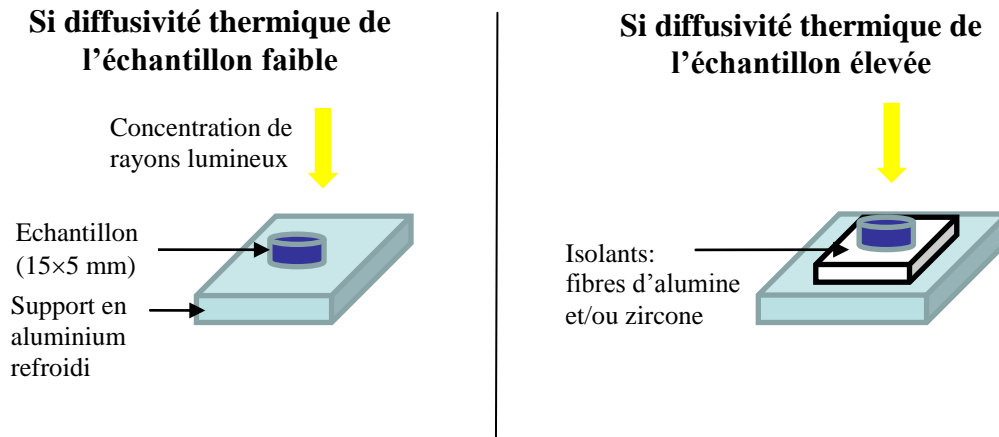 Si diffusivité thermique de
l'échantillon faible
Concentration de
rayons lumineux
Echantillon
(15×5 mm)
Support en
aluminium
refroidi
Si diffusivité thermique de
l'échantillon élevée
Isolants:
fibres d'alumine
et/ou zircone